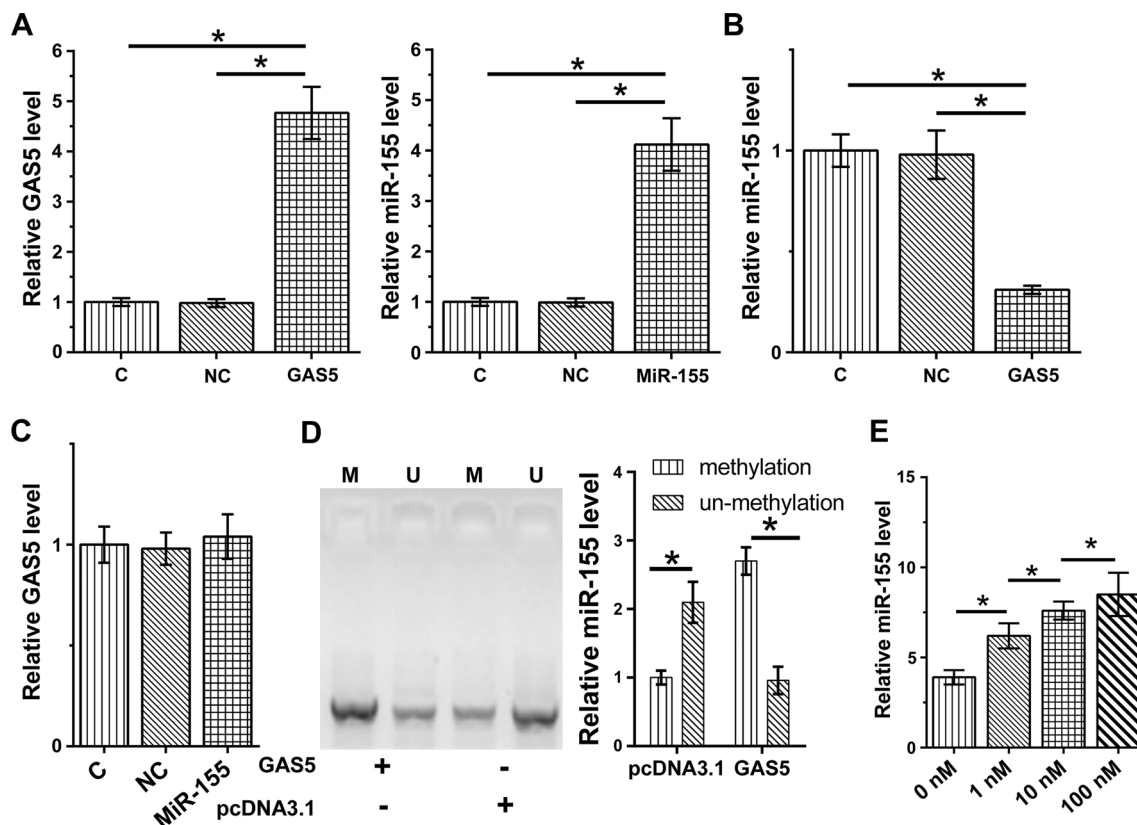 A
Relative GAS5 level
6
5
4
3
2
1
0
*
*
C
NC
GAS5
Relative miR-155 level
6
5
4
3
2
1
0
*
*
C
NC
MiR-155
B
Relative miR-155 level
1
0
*
*
C
NC
GAS5
C
Relative GAS5 level
1
0
C
NC
MiR-155
D
M U M U
GAS5 + -
pcDNA3.1 - +
Relative miR-155 level
4
3
2
1
0
methylation
un-methylation
*
*
pcDNA3.1 GAS5
E
Relative miR-155 level
15
10
5
0
*
*
*
0 nM
1 nM
10 nM
100 nM